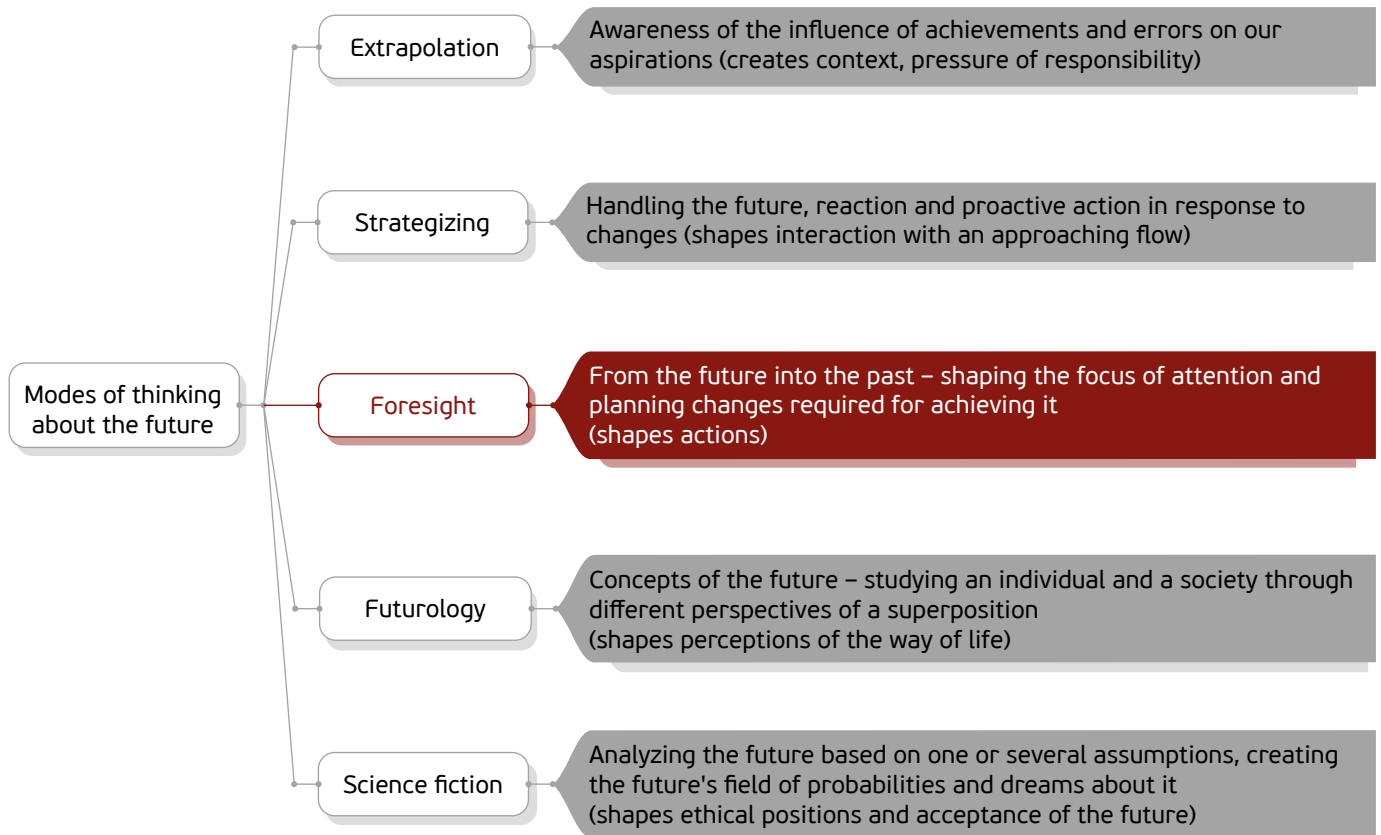 Extrapolation
Awareness of the influence of achievements and errors on our
aspirations (creates context, pressure of responsibility)
Strategizing
Handling the future, reaction and proactive action in response to
changes (shapes interaction with an approaching flow)
Modes of thinking
about the future
Foresight
From the future into the past – shaping the focus of attention and
planning changes required for achieving it
(shapes actions)
Futurology
Concepts of the future – studying an individual and a society through
different perspectives of a superposition
(shapes perceptions of the way of life)
Science fiction
Analyzing the future based on one or several assumptions, creating
the future's field of probabilities and dreams about it
(shapes ethical positions and acceptance of the future)